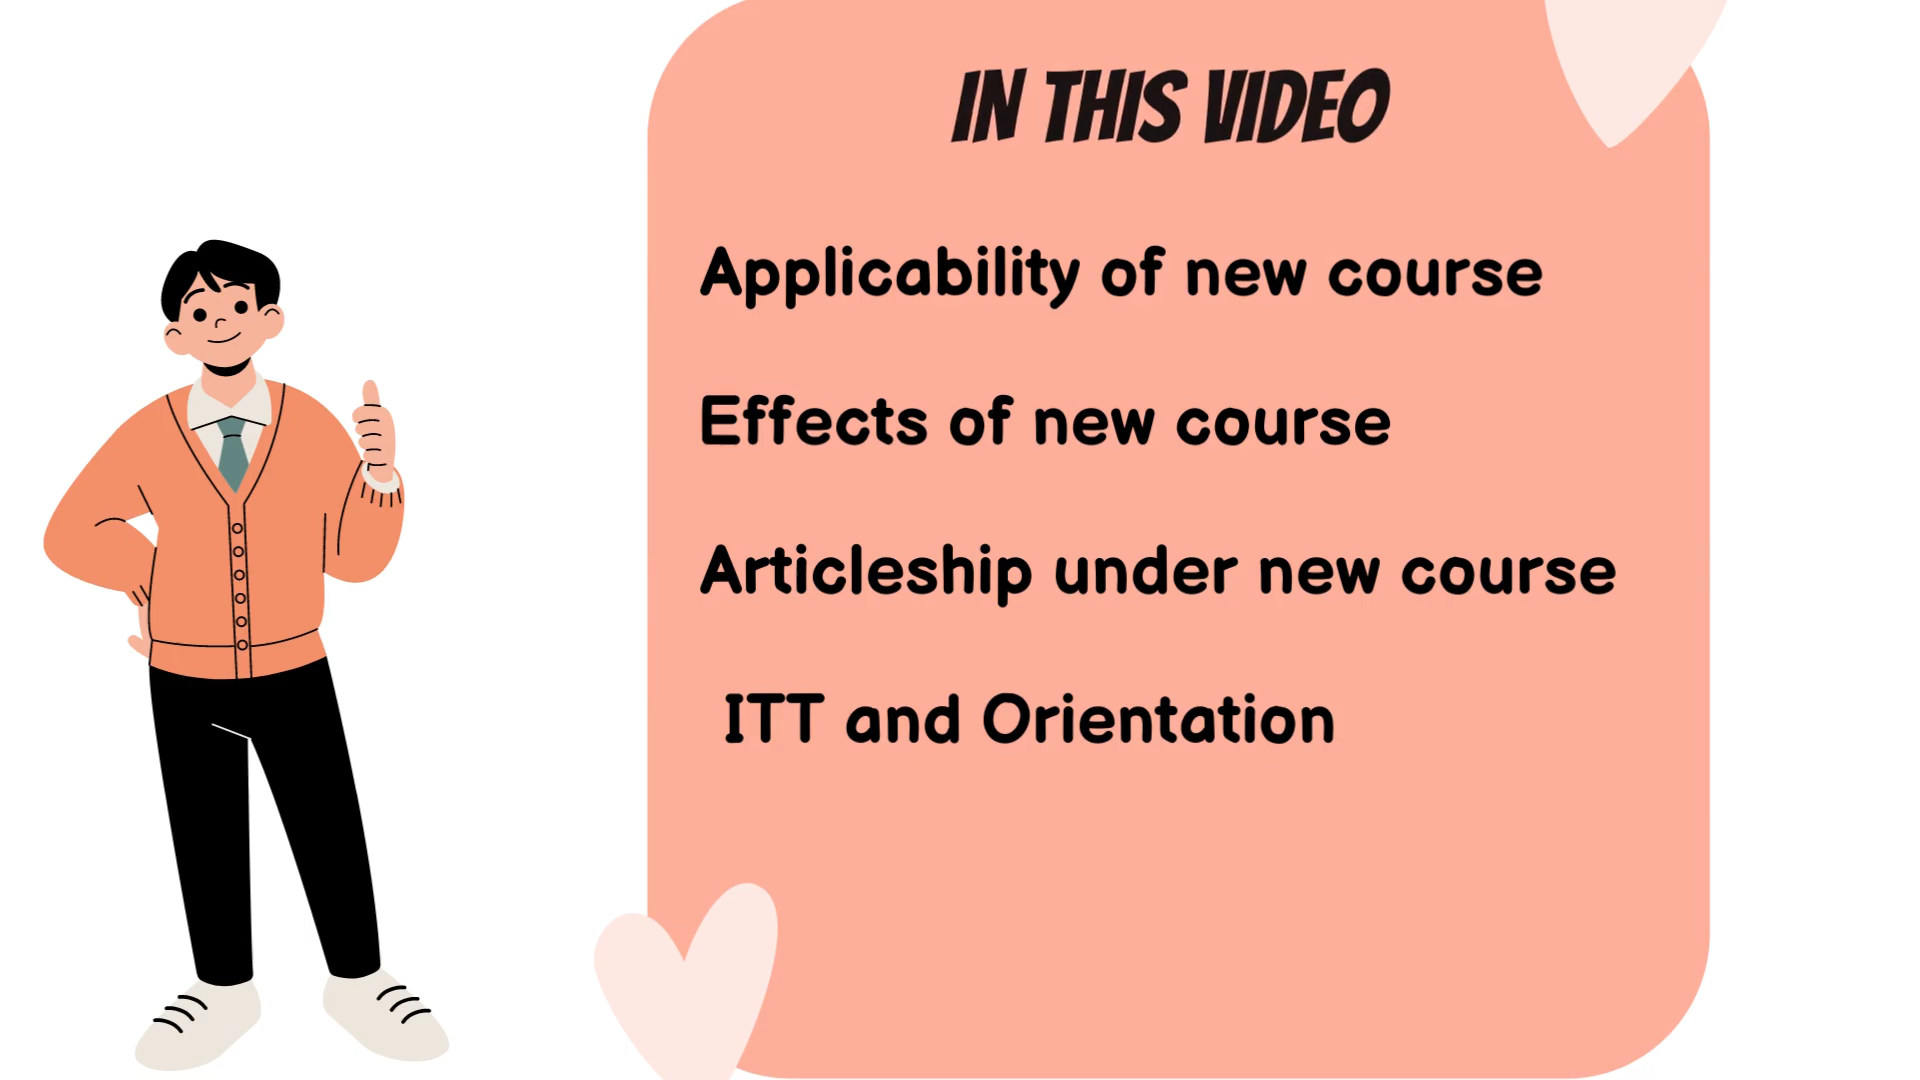 IN THIS VIDEO
Applicability of new course
Effects of new course
Articleship under new course
ITT and Orientation